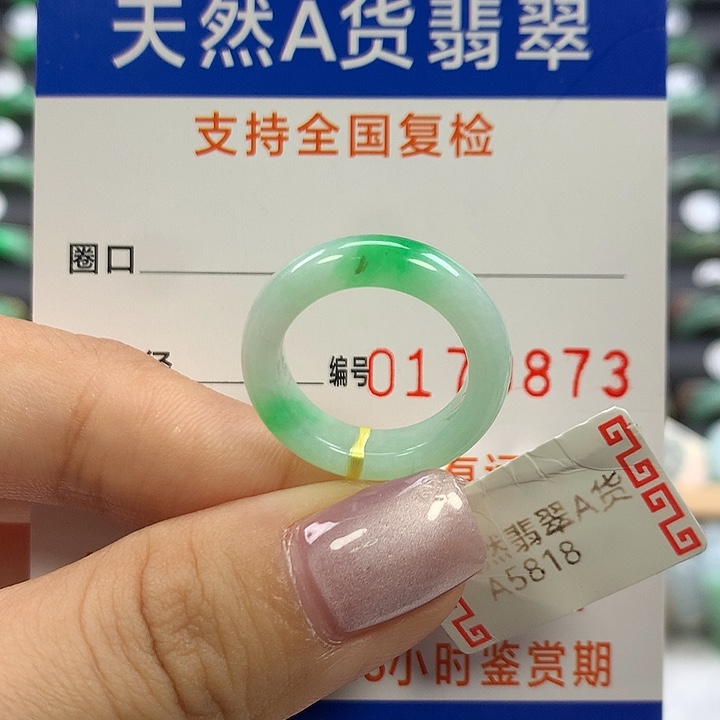 天然A货翡翠
支持全国复检
圈口
编号
873
然翡翠A货
A5818
小时鉴赏期